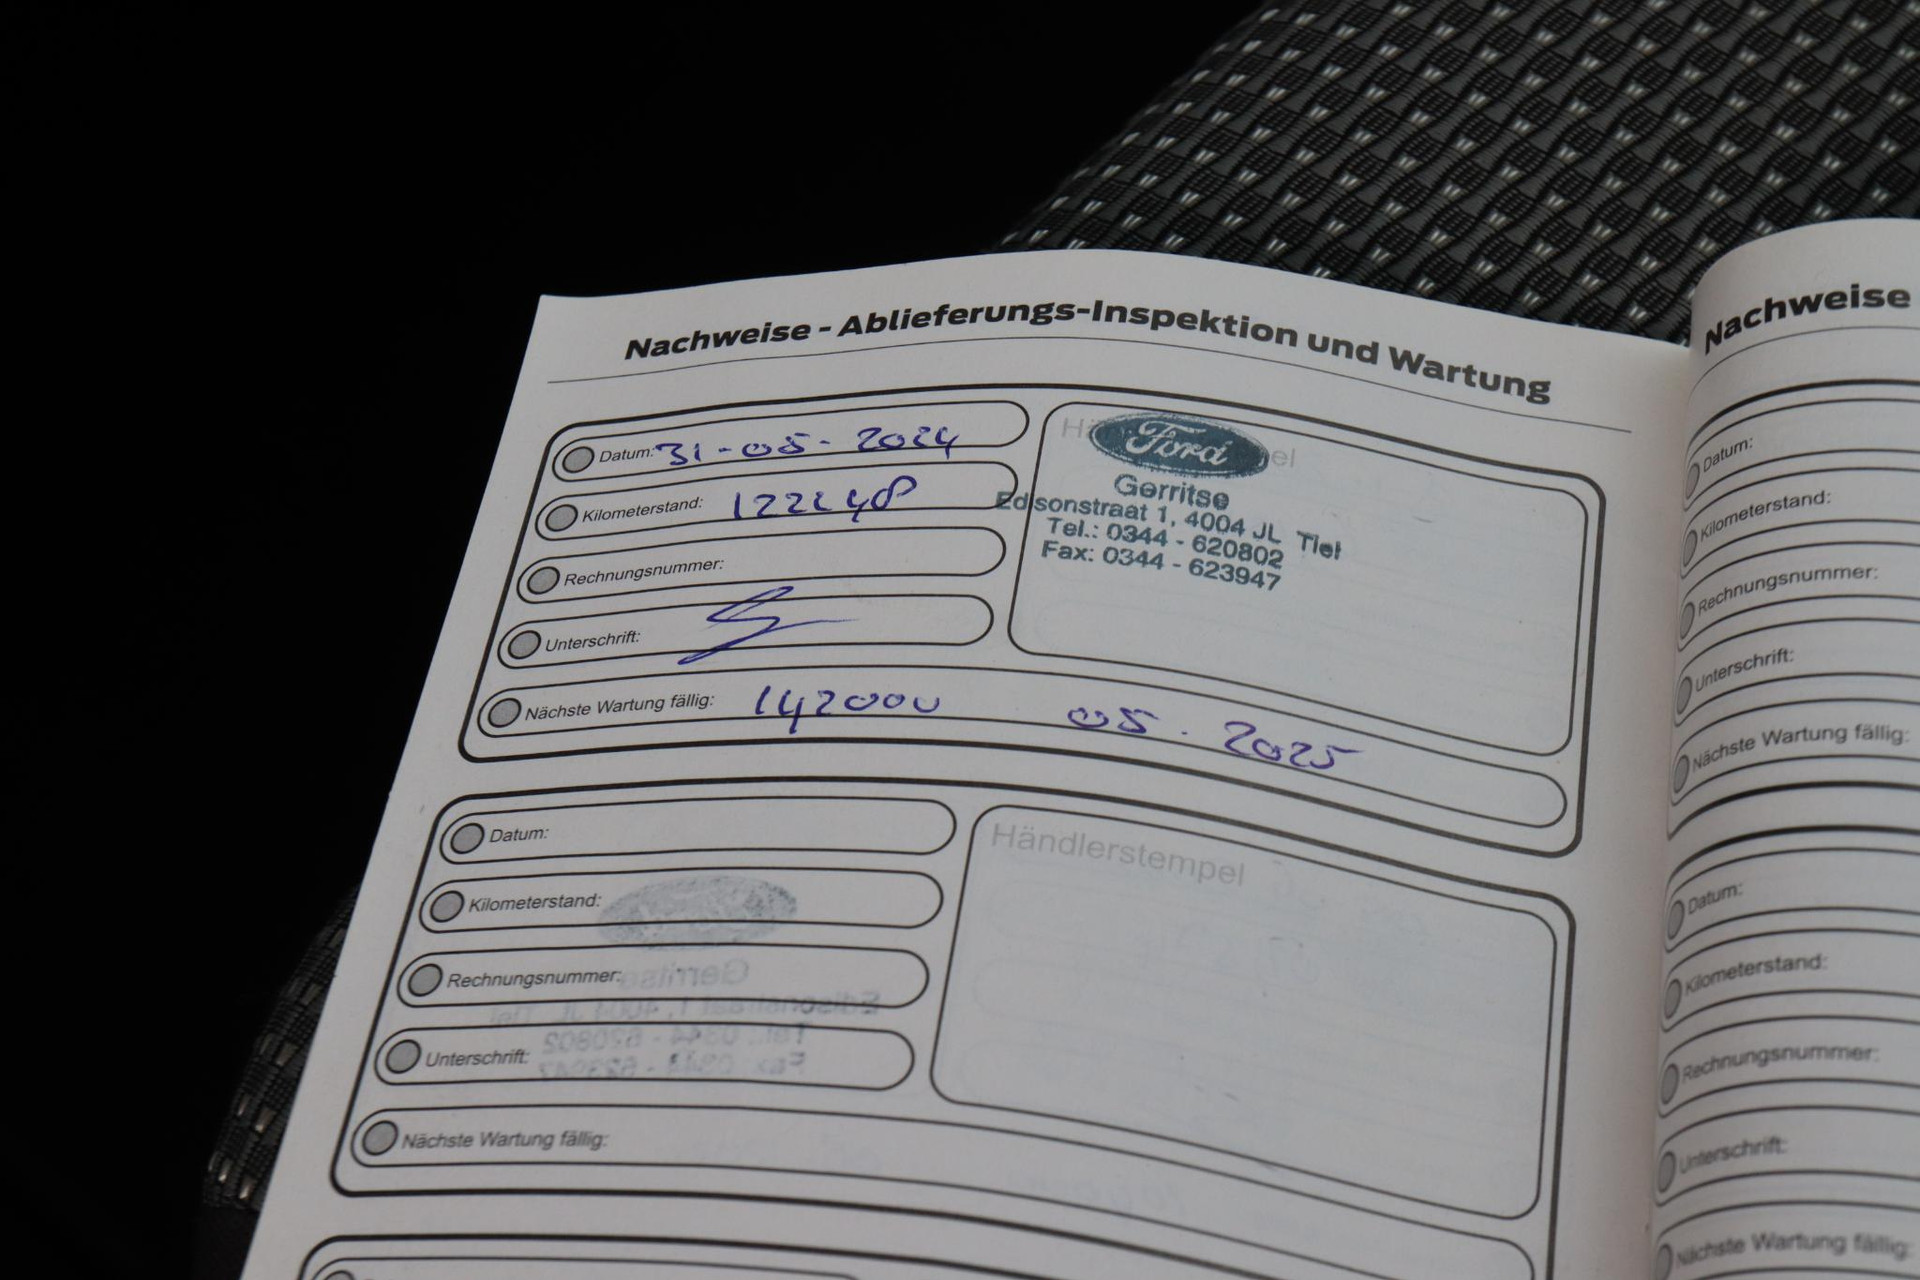 Nachweise - Ablieferungs-Inspektion und Wartung
Datum: 31-05-2024
Kilometerstand: 122248
Rechnungsnummer:
Unterschrift:
Ford
Gerritse
Edisonstraat 1, 4004 JL Tiel
Tel.: 0344 - 620802
Fax: 0344 - 623947
Nächste Wartung fällig: 142000 05. 2025
Datum:
Kilometerstand:
Rechnungsnummer:
Unterschrift:
Händlerstempel
Nächste Wartung fällig:
Nachweise
Datum:
Kilometerstand:
Rechnungsnummer:
Unterschrift:
Nächste Wartung fällig:
Datum:
Kilometerstand:
Rechnungsnummer:
Unterschrift:
Nächste Wartung fällig: